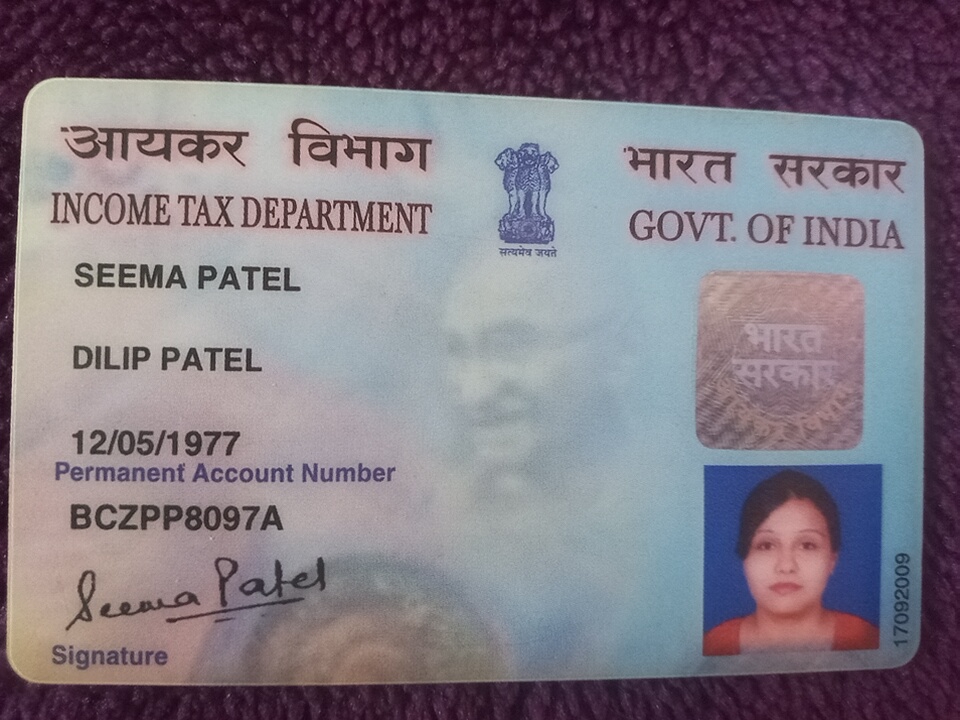 आयकर विभाग
INCOME TAX DEPARTMENT
भारत सरकार
GOVT. OF INDIA
सत्यमेव जयते
SEEMA PATEL
DILIP PATEL
12/05/1977
Permanent Account Number
BCZPP8097A
Seema Patel
Signature
भारत
सरकार
17092009